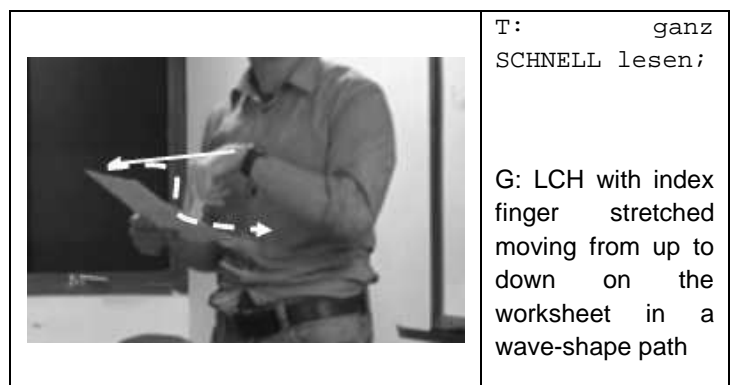 T: ganz
SCHNELL lesen;
G: LCH with index
finger stretched
moving from up to
down on the
worksheet in a
wave-shape path